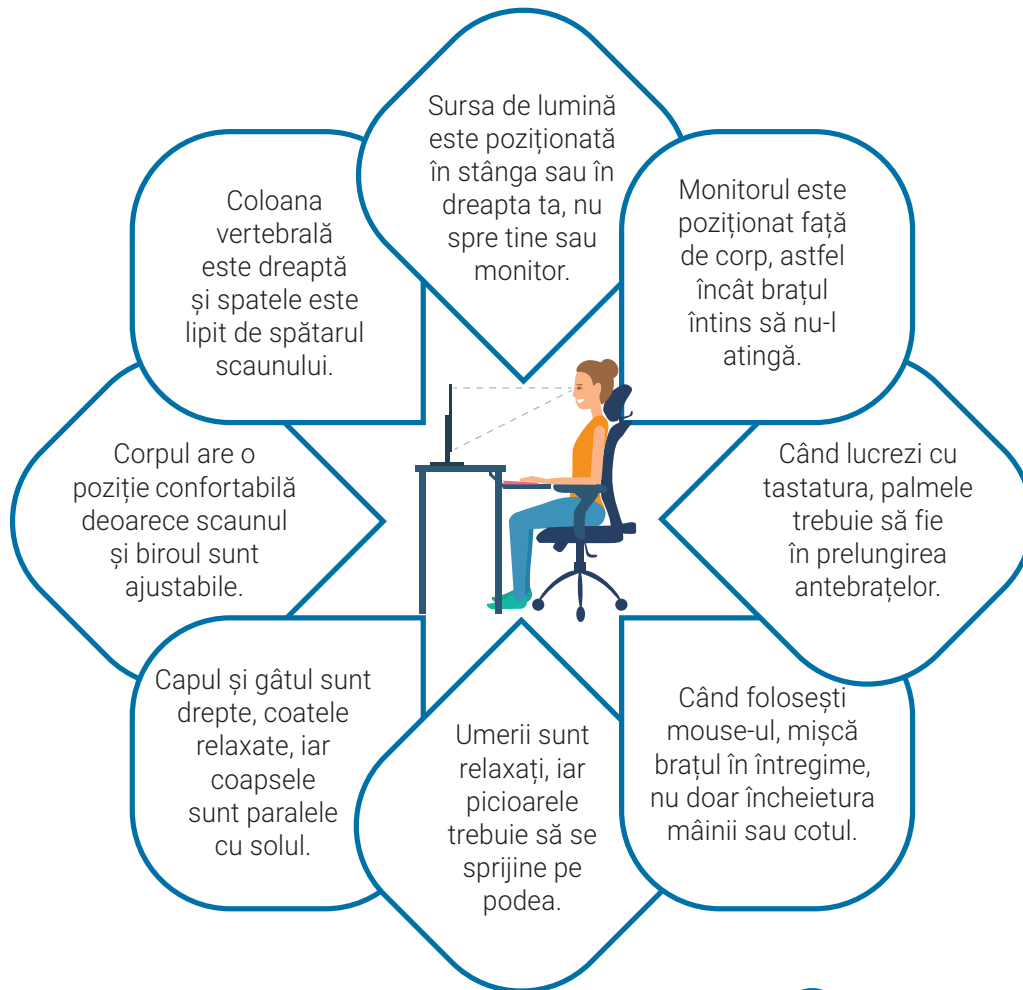 Sursa de lumină
este poziționată
în stânga sau în
dreapta ta, nu
spre tine sau
monitor.
Monitorul este
poziționat față
de corp, astfel
încât brațul
întins să nu-l
atingă.
Când lucrezi cu
tastatura, palmele
trebuie să fie
în prelungirea
antebrațelor.
Când folosești
mouse-ul, mișcă
brațul în întregime,
nu doar încheietura
mâinii sau cotul.
Umerii sunt
relaxați, iar
picioarele
trebuie să se
sprijine pe
podea.
Capul și gâtul sunt
drepte, coatele
relaxate, iar
coapsele
sunt paralele
cu solul.
Corpul are o
poziție confortabilă
deoarece scaunul
și biroul sunt
ajustabile.
Coloana
vertebrală
este dreaptă
și spatele este
lipit de spătarul
scaunului.